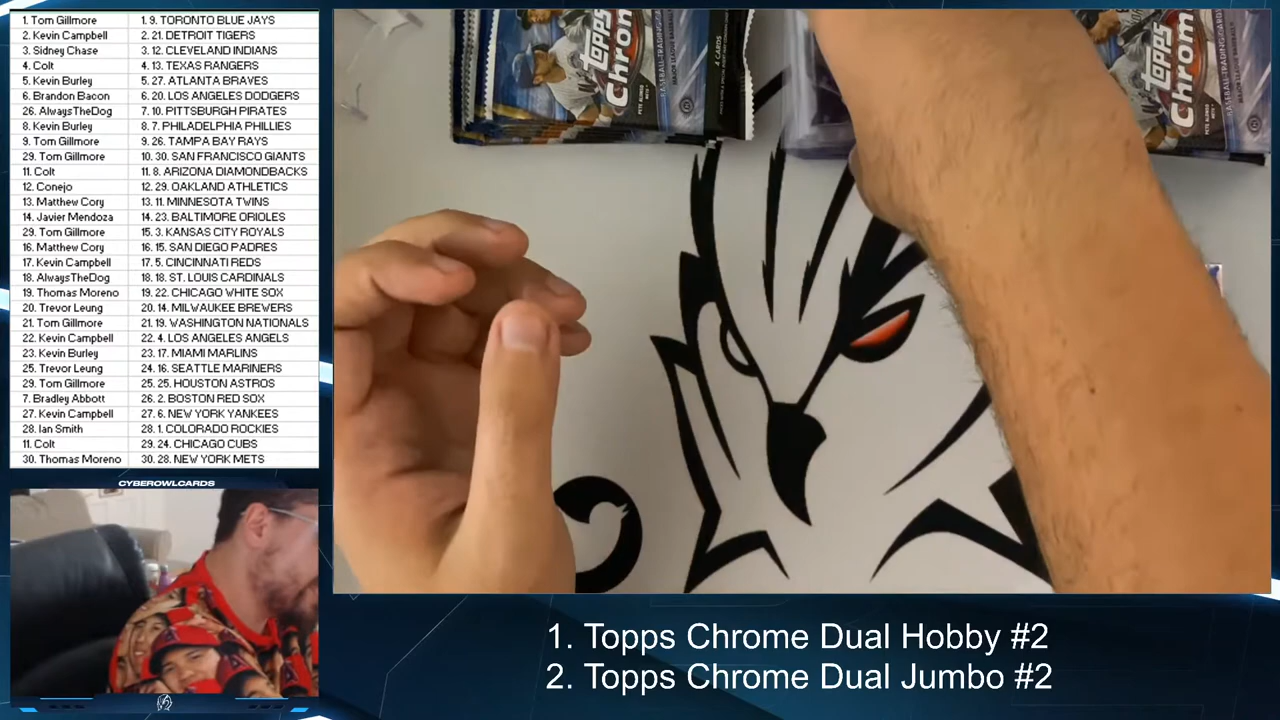 1. Tom Gillmore 1. 9. TORONTO BLUE JAYS
2. Kevin Campbell 2. 21. DETROIT TIGERS
3. Sidney Chase 3. 12. CLEVELAND INDIANS
4. Colt 4. 13. TEXAS RANGERS
5. Kevin Burley 5. 27. ATLANTA BRAVES
6. Brandon Bacon 6. 20. LOS ANGELES DODGERS
26. AlwaysTheDog 7. 10. PITTSBURGH PIRATES
8. Kevin Burley 8. 7. PHILADELPHIA PHILLIES
9. Tom Gillmore 9. 26. TAMPA BAY RAYS
29. Tom Gillmore 10. 30. SAN FRANCISCO GIANTS
11. Colt 11. 8. ARIZONA DIAMONDBACKS
12. Conejo 12. 29. OAKLAND ATHLETICS
13. Matthew Cory 13. 11. MINNESOTA TWINS
14. Javier Mendoza 14. 23. BALTIMORE ORIOLES
29. Tom Gillmore 15. 3. KANSAS CITY ROYALS
16. Matthew Cory 16. 15. SAN DIEGO PADRES
17. Kevin Campbell 17. 5. CINCINNATI REDS
18. AlwaysTheDog 18. 18. ST. LOUIS CARDINALS
19. Thomas Moreno 19. 22. CHICAGO WHITE SOX
20. Trevor Leung 20. 14. MILWAUKEE BREWERS
21. Tom Gillmore 21. 19. WASHINGTON NATIONALS
22. Kevin Campbell 22. 4. LOS ANGELES ANGELS
23. Kevin Burley 23. 17. MIAMI MARLINS
25. Trevor Leung 24. 16. SEATTLE MARINERS
29. Tom Gillmore 25. 25. HOUSTON ASTROS
7. Bradley Abbott 26. 2. BOSTON RED SOX
27. Kevin Campbell 27. 6. NEW YORK YANKEES
28. Ian Smith 28. 1. COLORADO ROCKIES
11. Colt 29. 24. CHICAGO CUBS
30. Thomas Moreno 30. 28. NEW YORK METS
CYBEROWLCARDS
Topps Chrome
PETE ALONSO
4 CARDS
Topps Chrom
PETE ALONSO
1. Topps Chrome Dual Hobby #2
2. Topps Chrome Dual Jumbo #2